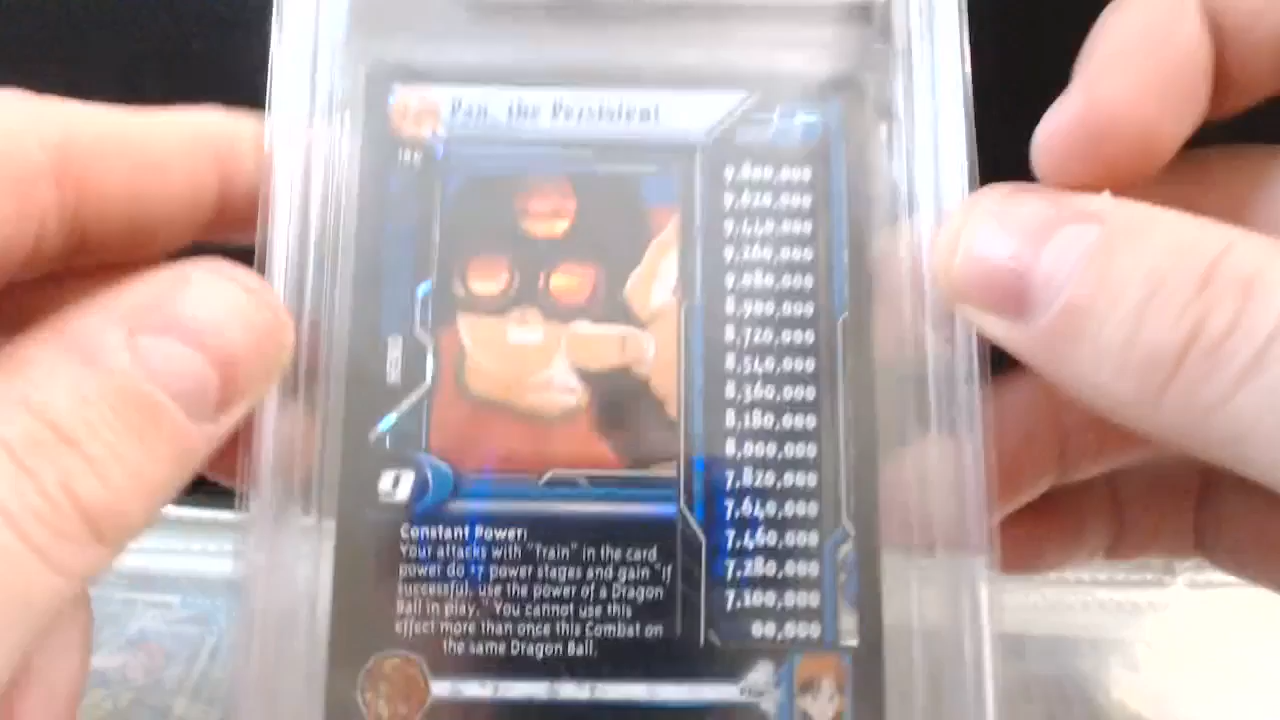 Pan, the Persistent
9,800,000
9,620,000
9,440,000
9,260,000
9,080,000
8,900,000
8,720,000
8,540,000
8,360,000
8,180,000
8,000,000
7,820,000
7,640,000
7,460,000
7,280,000
7,100,000
00,000
9
Constant Power:
Your attacks with "Train" in the card
power do +7 power stages and gain "If
successful, use the power of a Dragon
Ball in play." You cannot use this
effect more than once this Combat on
the same Dragon Ball.